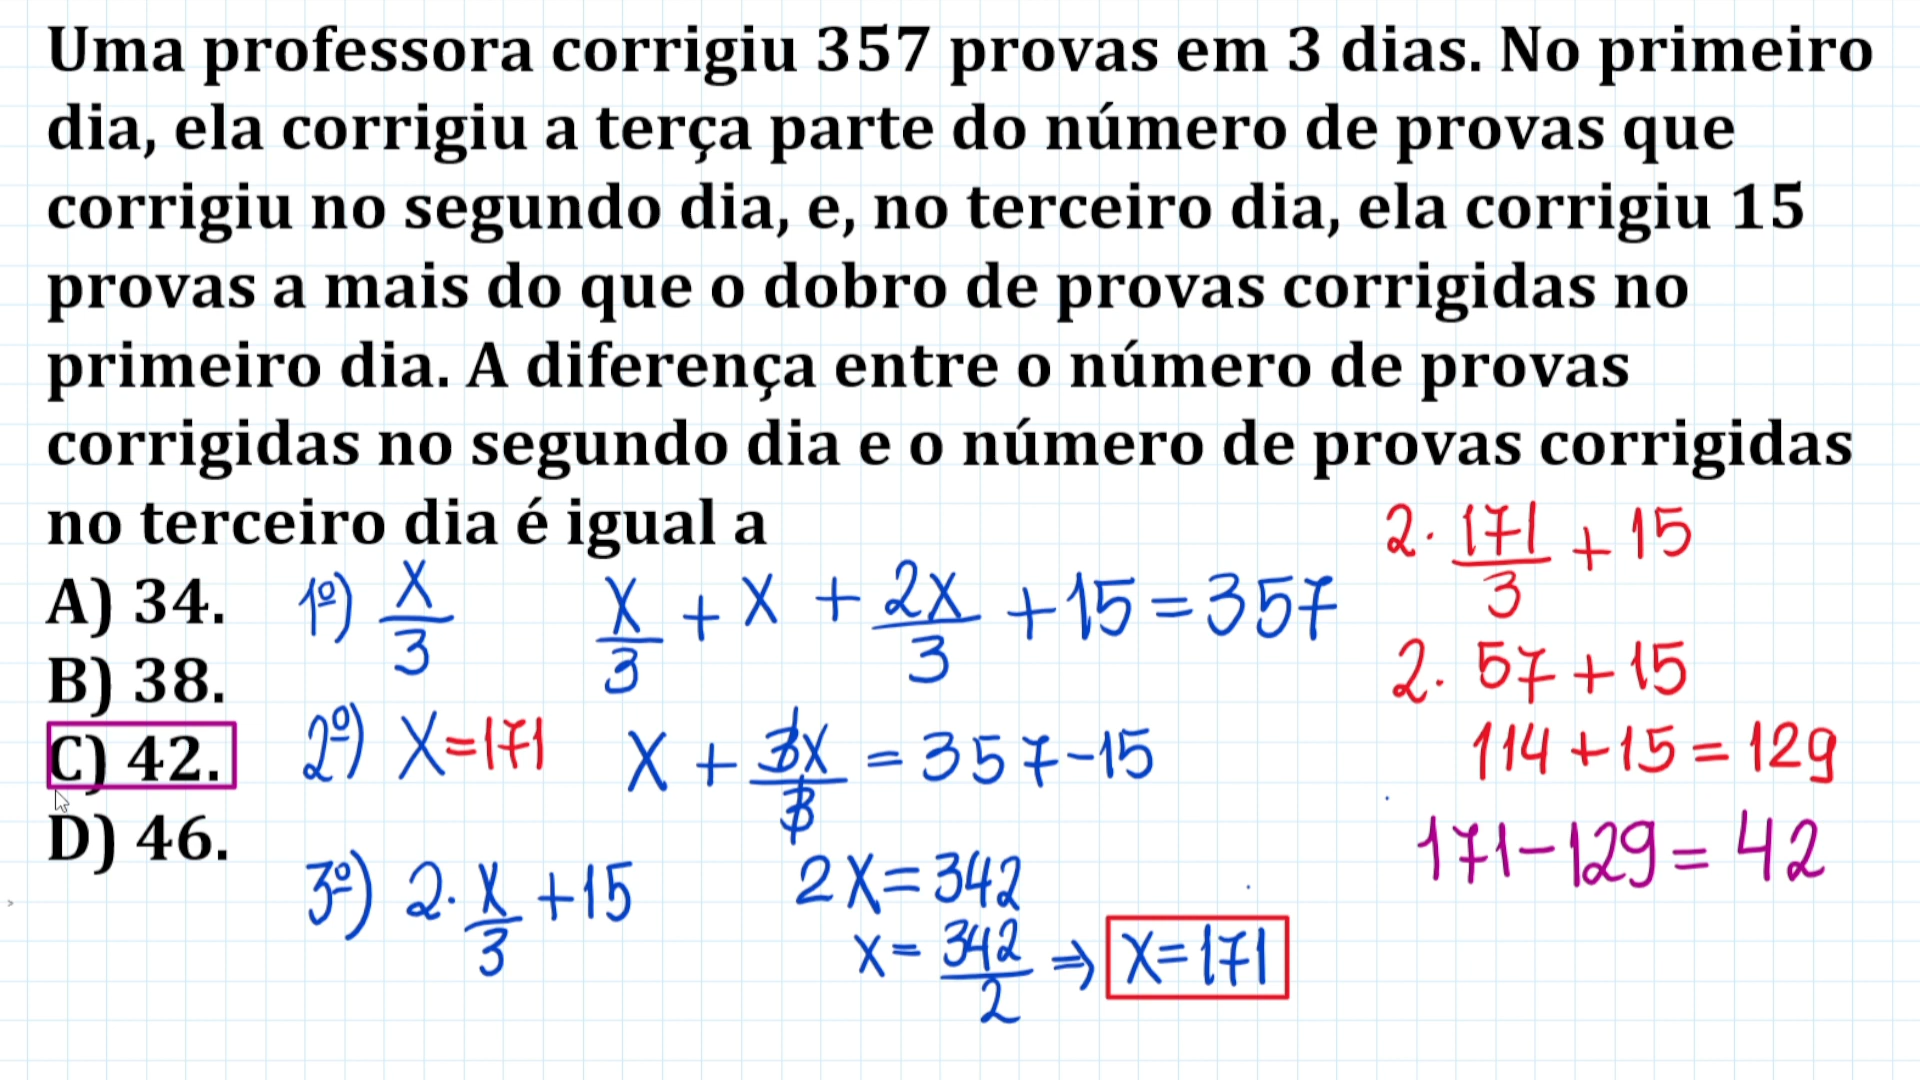 Uma professora corrigiu 357 provas em 3 dias. No primeiro
dia, ela corrigiu a terça parte do número de provas que
corrigiu no segundo dia, e, no terceiro dia, ela corrigiu 15
provas a mais do que o dobro de provas corrigidas no
primeiro dia. A diferença entre o número de provas
corrigidas no segundo dia e o número de provas corrigidas
no terceiro dia é igual a
A) 34.
B) 38.
C) 42.
D) 46.
1º) x/3
2º) x=171
3º) 2·x/3 +15
x/3 + x + 2x/3 +15=357
x + 3x/3 = 357-15
2x=342
x= 342/2 ⇒ x=171
2· 171/3 + 15
2· 57+15
114+15=129
171-129=42